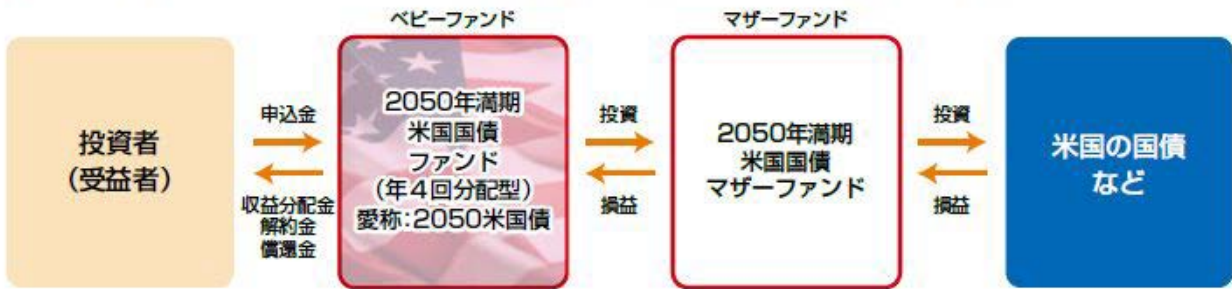 ベビーファンド
マザーファンド
投資者
(受益者)
申込金
収益分配金
解約金
償還金
2050年満期
米国国債
ファンド
(年4回分配型)
愛称:2050米国債
投資
損益
2050年満期
米国国債
マザーファンド
投資
損益
米国の国債
など